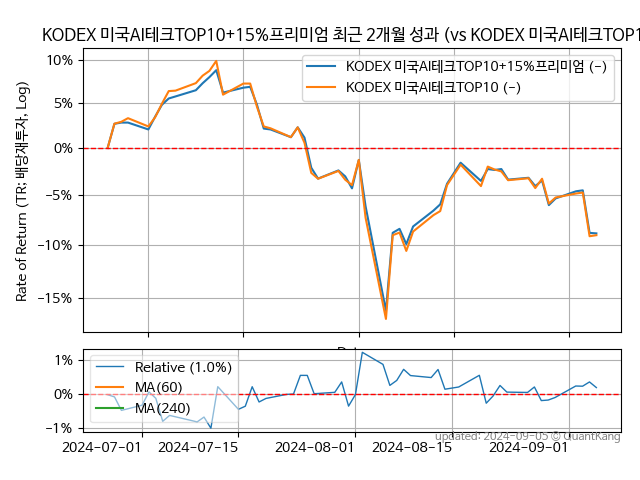 KODEX 미국AI테크TOP10+15%프리미엄 최근 2개월 성과 (vs KODEX 미국AI테크TOP1
Rate of Return (TR: 배당재투자, Log)
10%
5%
0%
−5%
−10%
−15%
KODEX 미국AI테크TOP10+15%프리미엄 (−)
KODEX 미국AI테크TOP10 (−)
1%
0%
−1%
Relative (1.0%)
MA(60)
MA(240)
2024−07−01
2024−07−15
2024−08−01
2024−08−15
2024−09−01
updated: 2024−09−05 © QuantKang